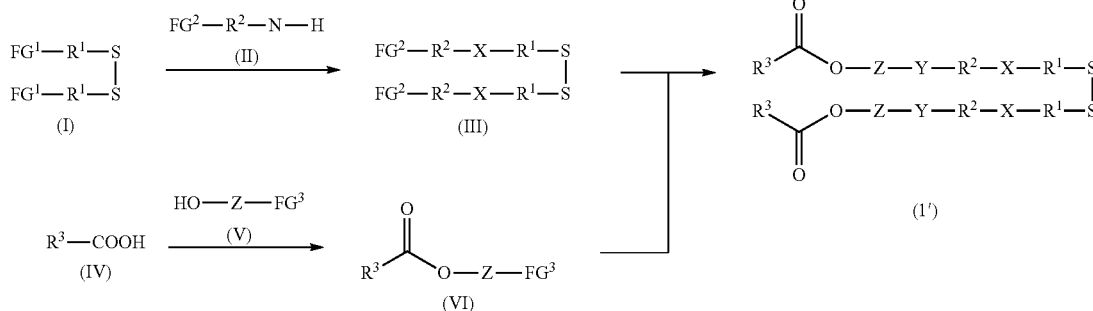 FG²—R²—N—H
(II)
FG¹—R¹—S
FG¹—R¹—S
(I)
FG²—R²—X—R¹—S
FG²—R²—X—R¹—S
(III)
HO—Z—FG³
(V)
R³—COOH
(IV)
O
R³ O—Z—FG³
(VI)
O
R³ O—Z—Y—R²—X—R¹—S
R³ O—Z—Y—R²—X—R¹—S
O
(1')